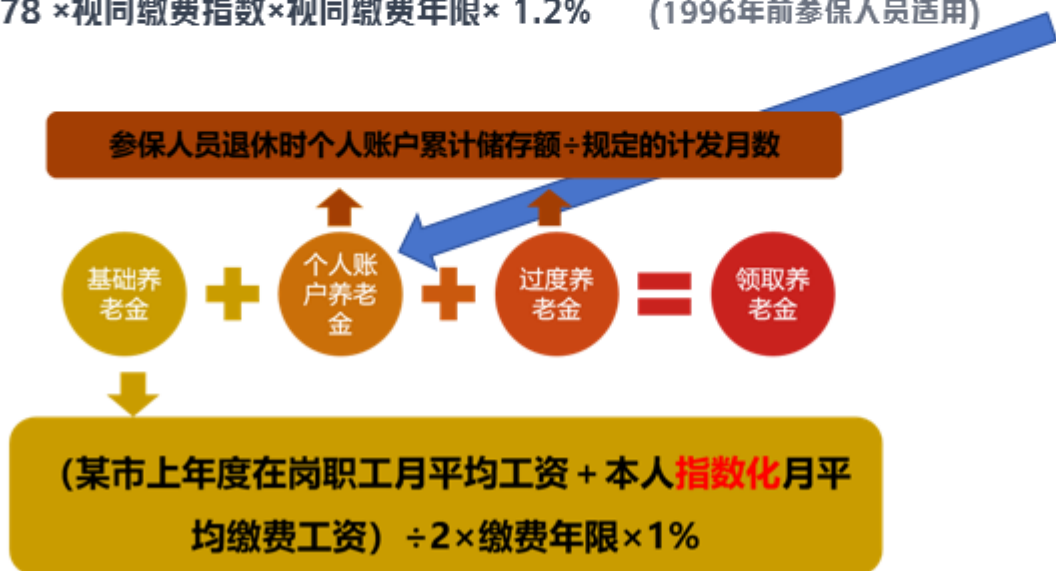 78 ×视同缴费指数×视同缴费年限× 1.2% (1996年前参保人员适用)
参保人员退休时个人账户累计储存额÷规定的计发月数
基础养
老金
个人账
户养老
金
过度养
老金
领取养
老金
(某市上年度在岗职工月平均工资 + 本人指数化月平
均缴费工资) ÷2×缴费年限×1%